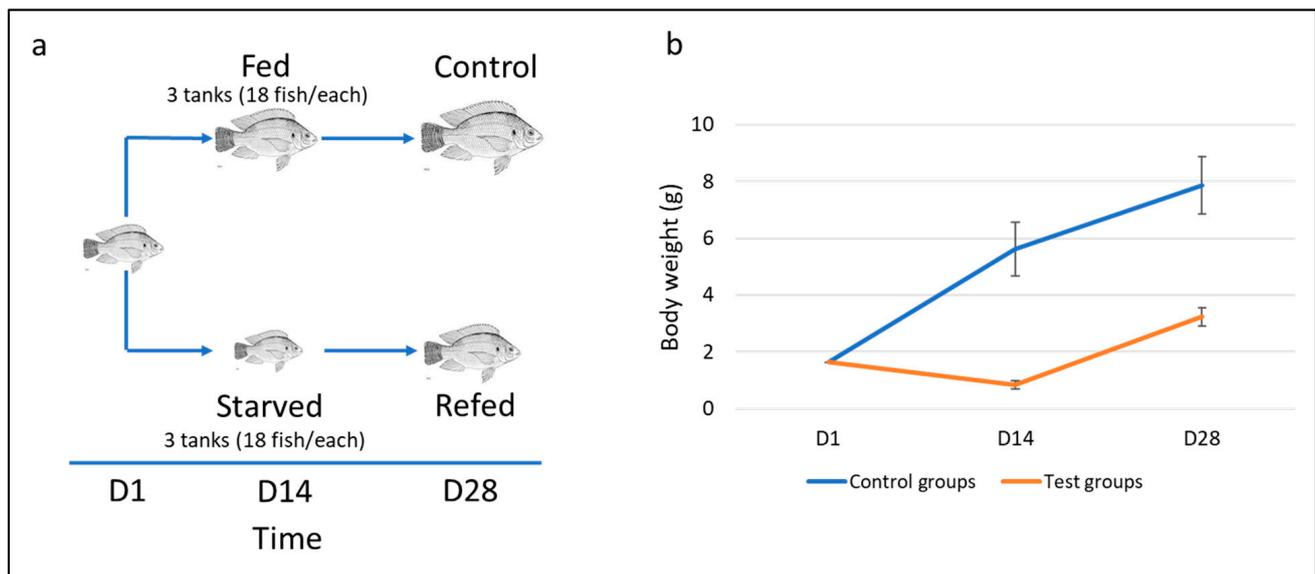 a
Fed
3 tanks (18 fish/each)
Control
Starved
3 tanks (18 fish/each)
Refed
D1
D14
D28
Time
b
Body weight (g)
10
8
6
4
2
0
D1
D14
D28
Control groups
Test groups